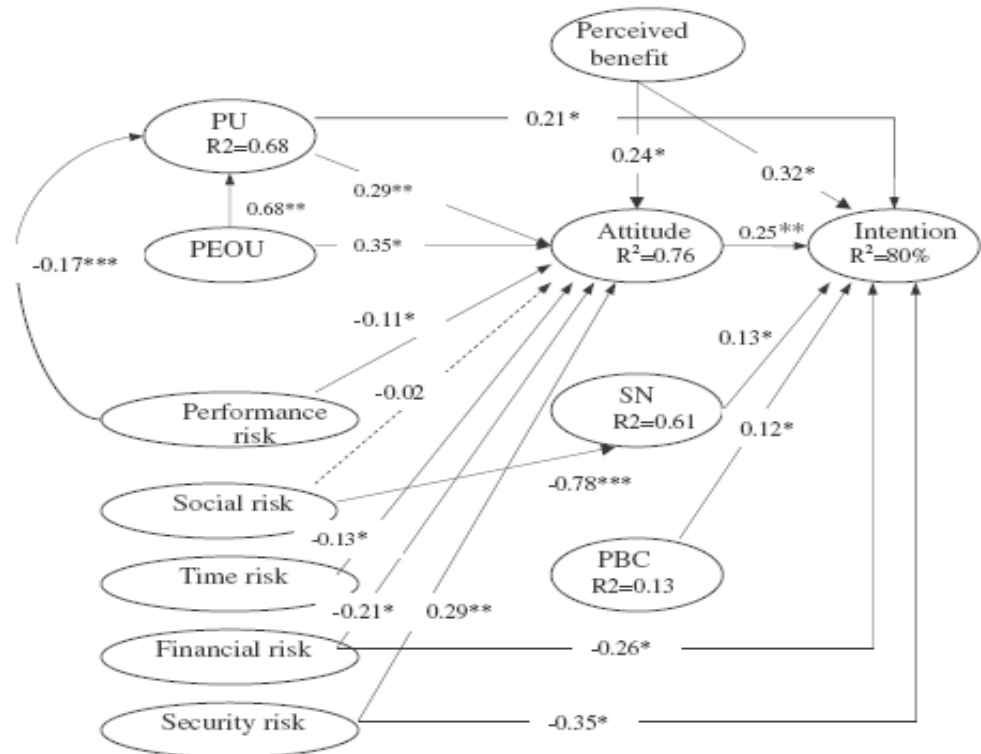 Perceived
benefit
PU
R2=0.68
0.21*
0.24*
0.32*
0.29**
0.68**
PEOU
0.35*
Attitude
R²=0.76
0.25**
Intention
R²=80%
-0.17***
-0.11*
0.13*
-0.02
SN
R2=0.61
Performance
risk
0.12*
-0.78***
Social risk
-0.13*
PBC
R2=0.13
Time risk
-0.21*
0.29**
Financial risk
-0.26*
Security risk
-0.35*